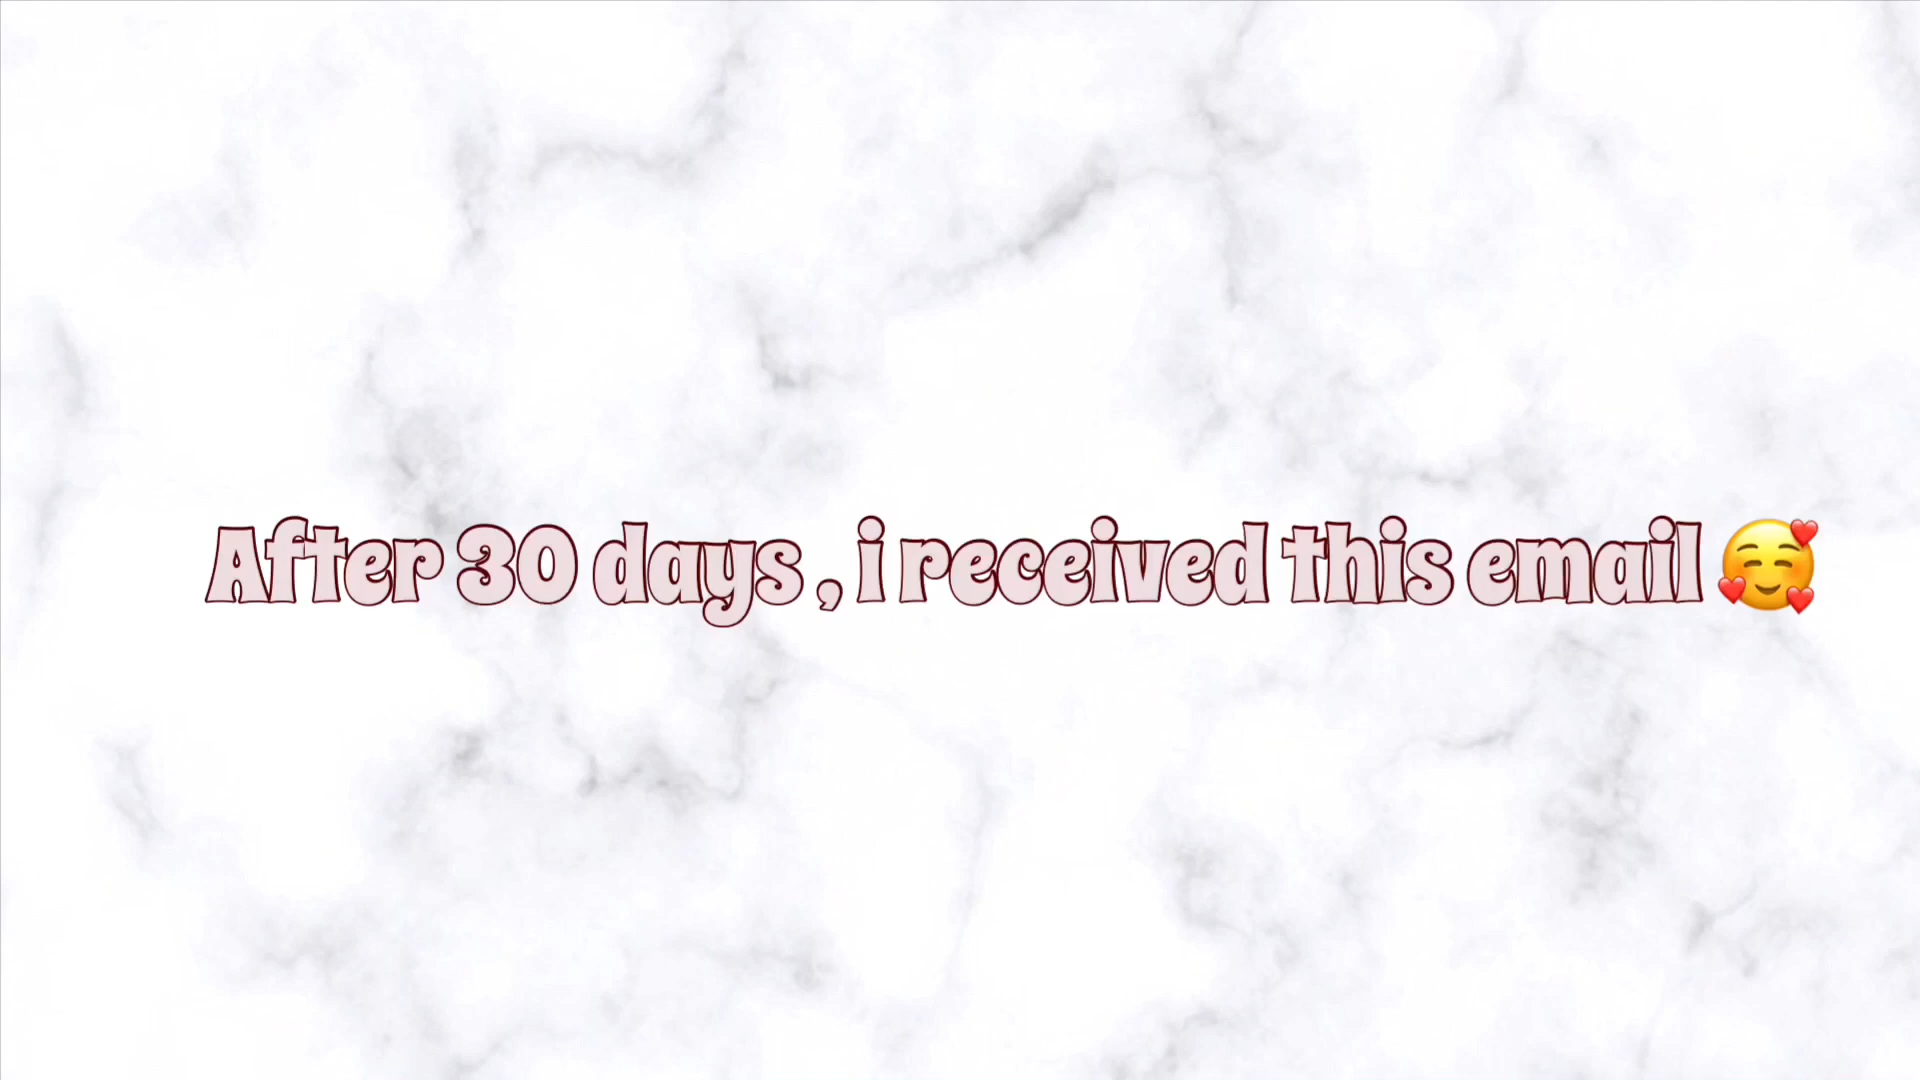 After 30 days , i received this email 🥰